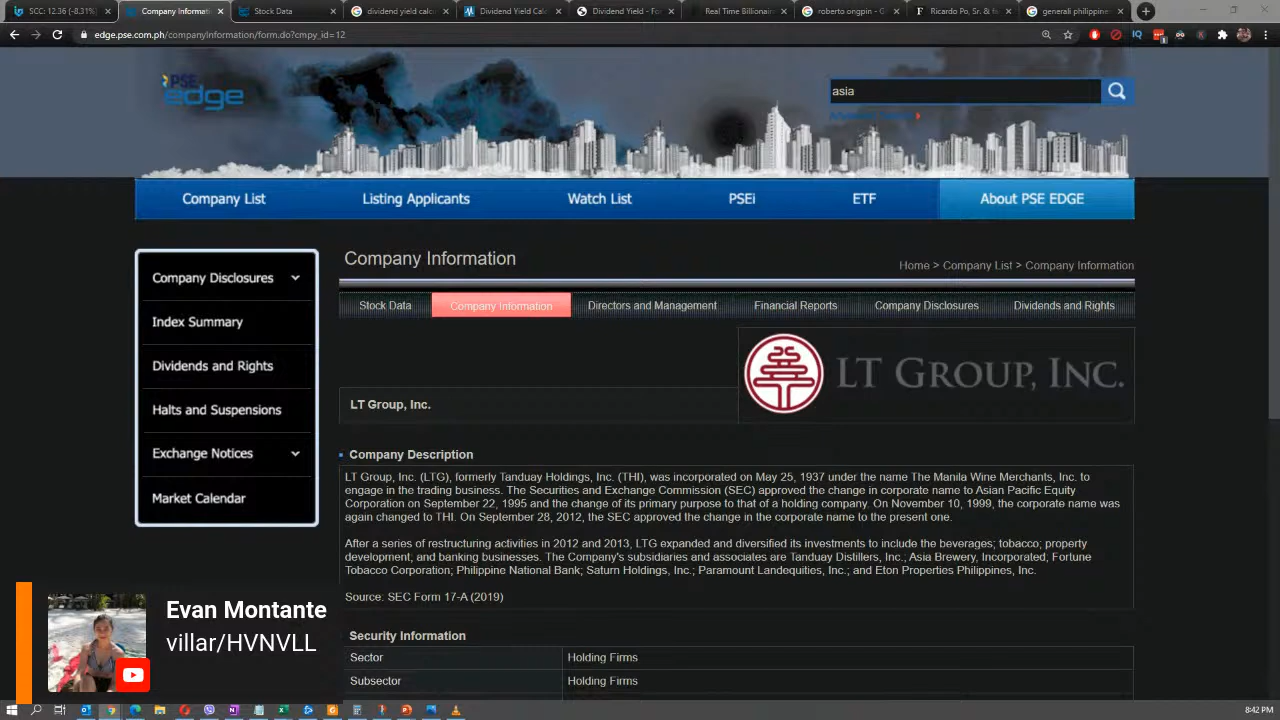 SCC: 12.36 (-8.31%)
Company Informati
Stock Data
dividend yield calc
Dividend Yield Calc
Dividend Yield - Fo
Real Time Billionair
roberto ongpin - G
Ricardo Po, Sr. & f
generali philippine
edge.pse.com.ph/companyInformation/form.do?cmpy_id=12
PSE
edge
asia
Company List
Listing Applicants
Watch List
PSEi
ETF
About PSE EDGE
Company Disclosures
Index Summary
Dividends and Rights
Halts and Suspensions
Exchange Notices
Market Calendar
Company Information
Home > Company List > Company Information
Stock Data
Company Information
Directors and Management
Financial Reports
Company Disclosures
Dividends and Rights
LT GROUP, INC.
LT Group, Inc.
Company Description
LT Group, Inc. (LTG), formerly Tanduay Holdings, Inc. (THI), was incorporated on May 25, 1937 under the name The Manila Wine Merchants, Inc. to
engage in the trading business. The Securities and Exchange Commission (SEC) approved the change in corporate name to Asian Pacific Equity
Corporation on September 22, 1995 and the change of its primary purpose to that of a holding company. On November 10, 1999, the corporate name was
again changed to THI. On September 28, 2012, the SEC approved the change in the corporate name to the present one.
After a series of restructuring activities in 2012 and 2013, LTG expanded and diversified its investments to include the beverages; tobacco; property
development; and banking businesses. The Company's subsidiaries and associates are Tanduay Distillers, Inc.; Asia Brewery, Incorporated; Fortune
Tobacco Corporation; Philippine National Bank; Saturn Holdings, Inc.; Paramount Landequities, Inc.; and Eton Properties Philippines, Inc.
Source: SEC Form 17-A (2019)
Security Information
Sector
Holding Firms
Subsector
Holding Firms
Evan Montante
villar/HVNVLL
8:42 PM